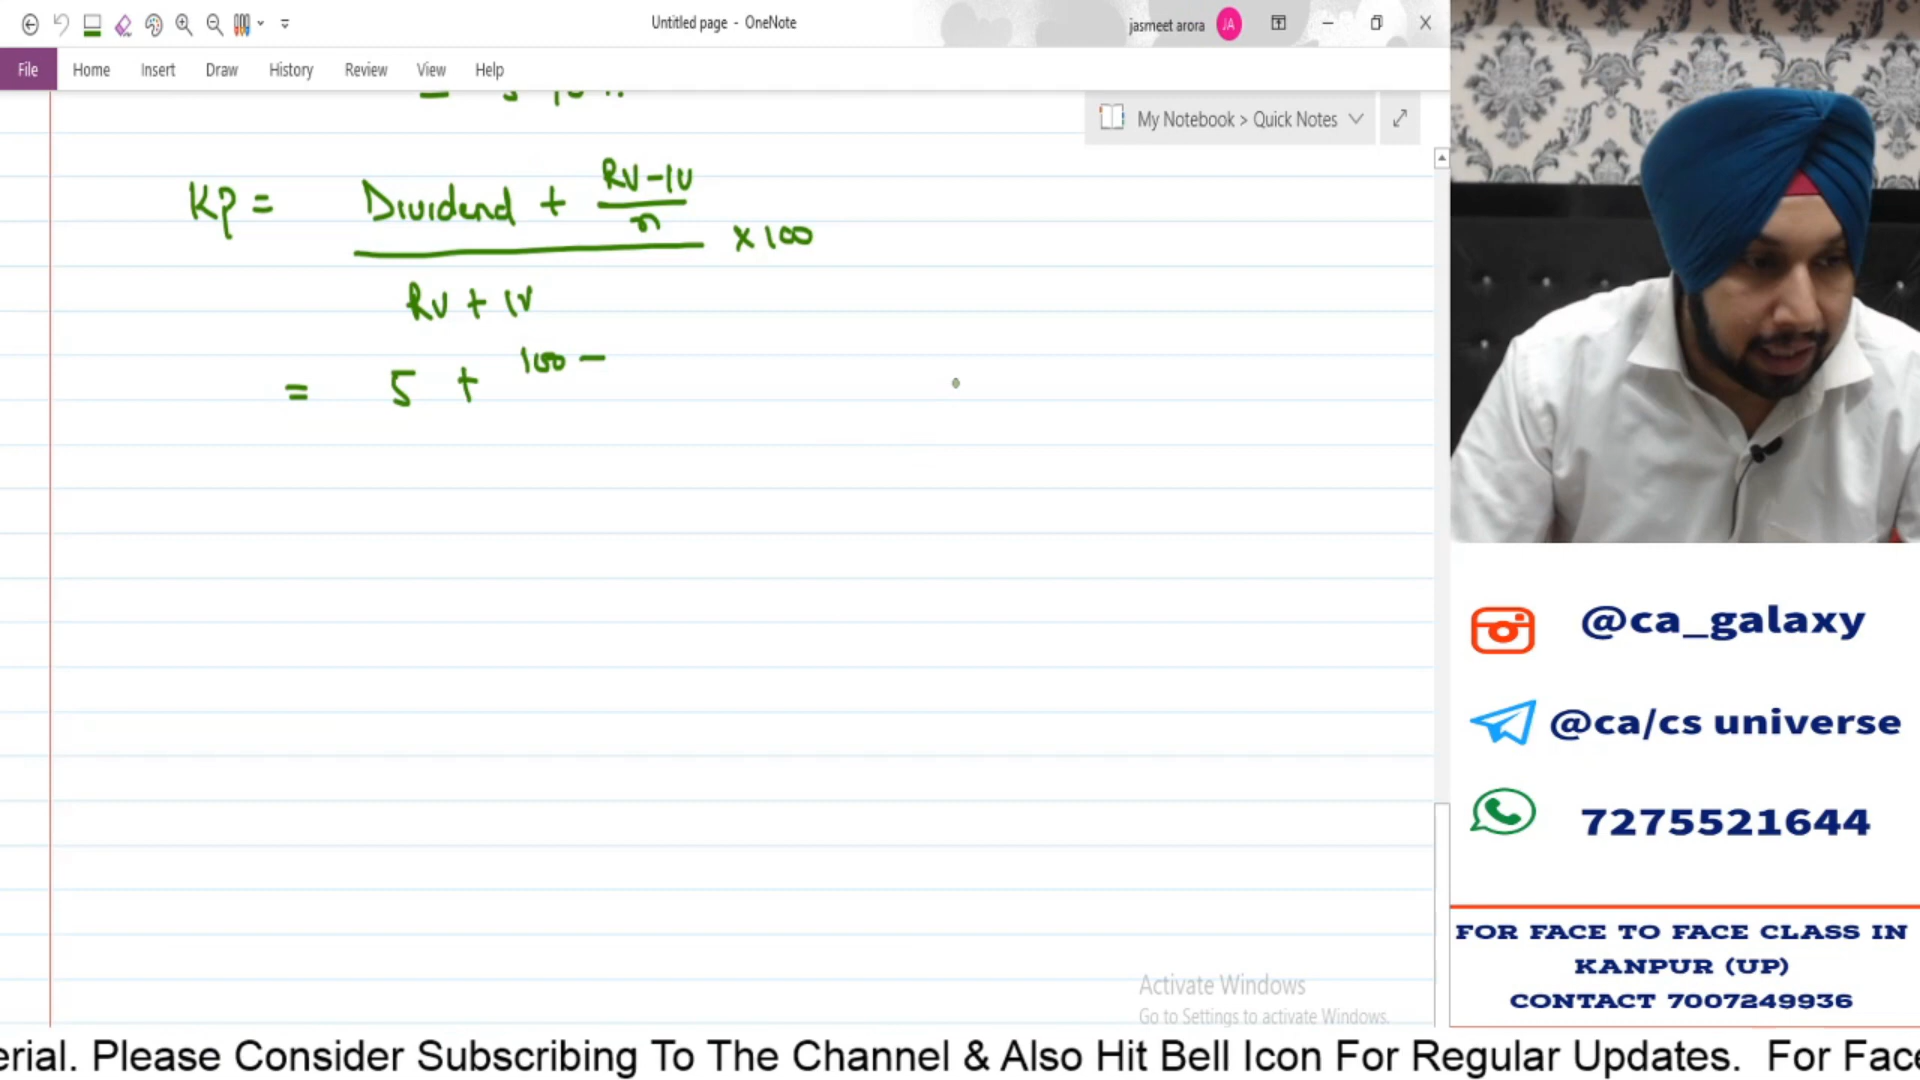 Untitled page - OneNote
jasmeet arora JA
File Home Insert Draw History Review View Help
My Notebook > Quick Notes
Kp = Dividend + RV-IV
n
x 100
RV + IV
= 5 + 100 -
@ca_galaxy
@ca/cs universe
7275521644
FOR FACE TO FACE CLASS IN
KANPUR (UP)
CONTACT 7007249936
Activate Windows
Go to Settings to activate Windows.
erial. Please Consider Subscribing To The Channel & Also Hit Bell Icon For Regular Updates. For Face